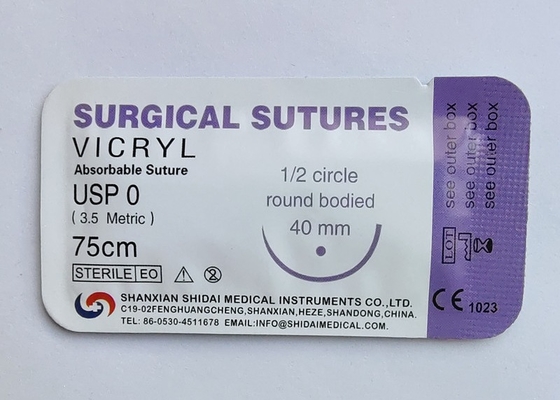 SURGICAL SUTURES
VICRYL
Absorbable Suture
USP 0
( 3.5 Metric )
75cm
STERILE EO
1/2 circle
round bodied
40 mm
SHANXIAN SHIDAI MEDICAL INSTRUMENTS CO.,LTD.
C19-02FENGHUANGCHENG,SHANXIAN,HEZE,SHANDONG,CHINA.
TEL: 86-0530-4511678 EMAIL:INFO@SHIDAIMEDICAL.COM.
LOT see outer box
see outer box
see outer box
CE 1023